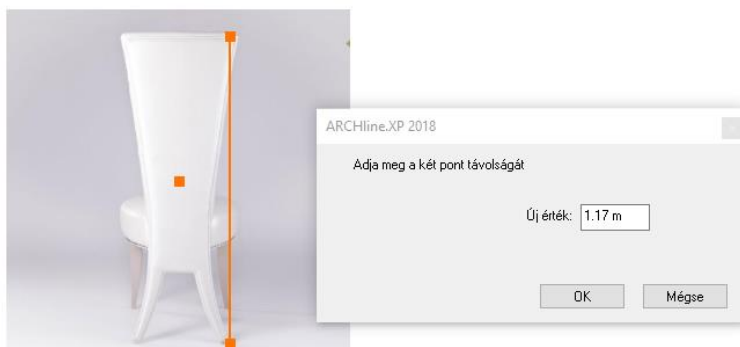 ARCHline.XP 2018
Adja meg a két pont távolságát
Új érték: 1.17 m
OK Mégse